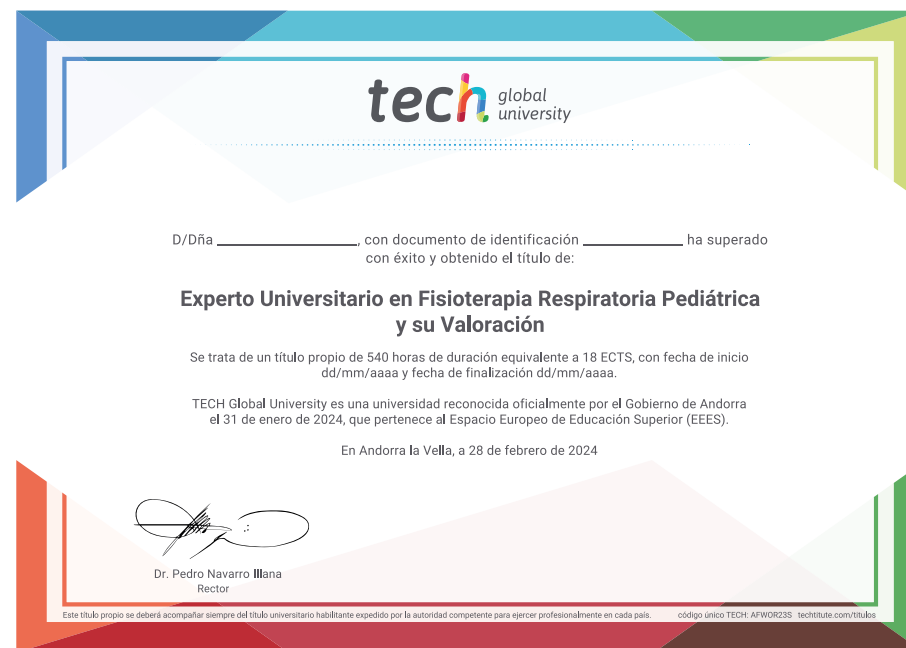 tech global university
D/Dña ____________________, con documento de identificación ______________ ha superado
con éxito y obtenido el título de:
Experto Universitario en Fisioterapia Respiratoria Pediátrica
y su Valoración
Se trata de un título propio de 540 horas de duración equivalente a 18 ECTS, con fecha de inicio
dd/mm/aaaa y fecha de finalización dd/mm/aaaa.
TECH Global University es una universidad reconocida oficialmente por el Gobierno de Andorra
el 31 de enero de 2024, que pertenece al Espacio Europeo de Educación Superior (EEES).
En Andorra la Vella, a 28 de febrero de 2024
Dr. Pedro Navarro Illana
Rector
Este título propio se deberá acompañar siempre del título universitario habilitante expedido por la autoridad competente para ejercer profesionalmente en cada país. código único TECH: AFWOR23S techtitute.com/titulos